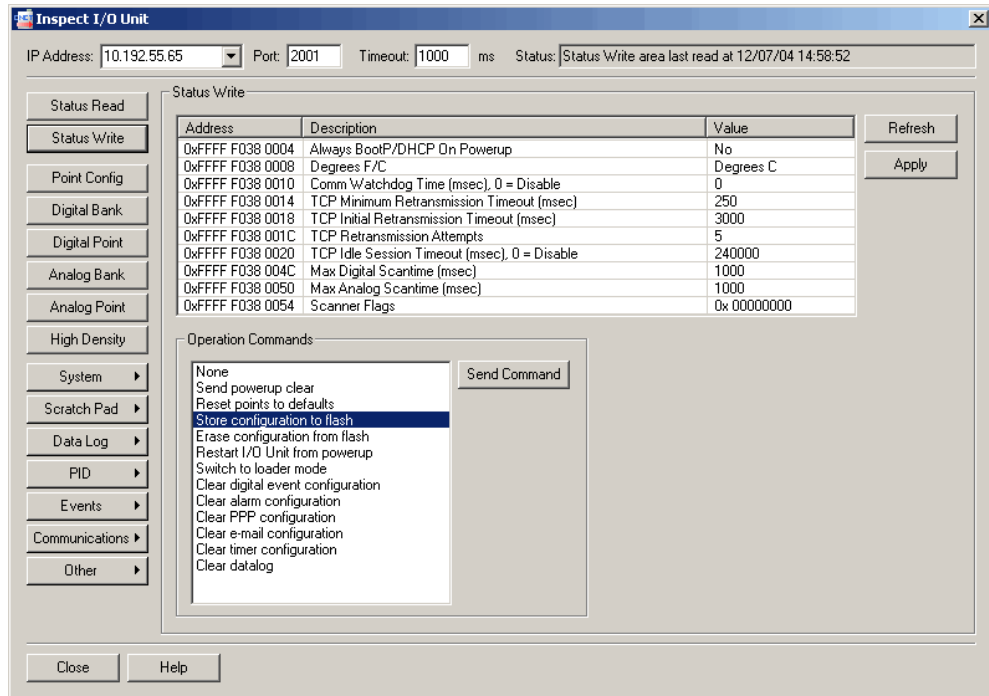 Inspect I/O Unit
IP Address: 10.192.55.65 Port: 2001 Timeout: 1000 ms Status: Status Write area last read at 12/07/04 14:58:52
Status Read
Status Write
Point Config
Digital Bank
Digital Point
Analog Bank
Analog Point
High Density
System
Scratch Pad
Data Log
PID
Events
Communications
Other
Status Write
Address Description Value
0xFFFF F038 0004 Always BootP/DHCP On Powerup No
0xFFFF F038 0008 Degrees F/C Degrees C
0xFFFF F038 0010 Comm Watchdog Time (msec), 0 = Disable 0
0xFFFF F038 0014 TCP Minimum Retransmission Timeout (msec) 250
0xFFFF F038 0018 TCP Initial Retransmission Timeout (msec) 3000
0xFFFF F038 001C TCP Retransmission Attempts 5
0xFFFF F038 0020 TCP Idle Session Timeout (msec), 0 = Disable 240000
0xFFFF F038 004C Max Digital Scantime (msec) 1000
0xFFFF F038 0050 Max Analog Scantime (msec) 1000
0xFFFF F038 0054 Scanner Flags 0x 00000000
Refresh
Apply
Operation Commands
None
Send powerup clear
Reset points to defaults
Store configuration to flash
Erase configuration from flash
Restart I/O Unit from powerup
Switch to loader mode
Clear digital event configuration
Clear alarm configuration
Clear PPP configuration
Clear e-mail configuration
Clear timer configuration
Clear datalog
Send Command
Close
Help